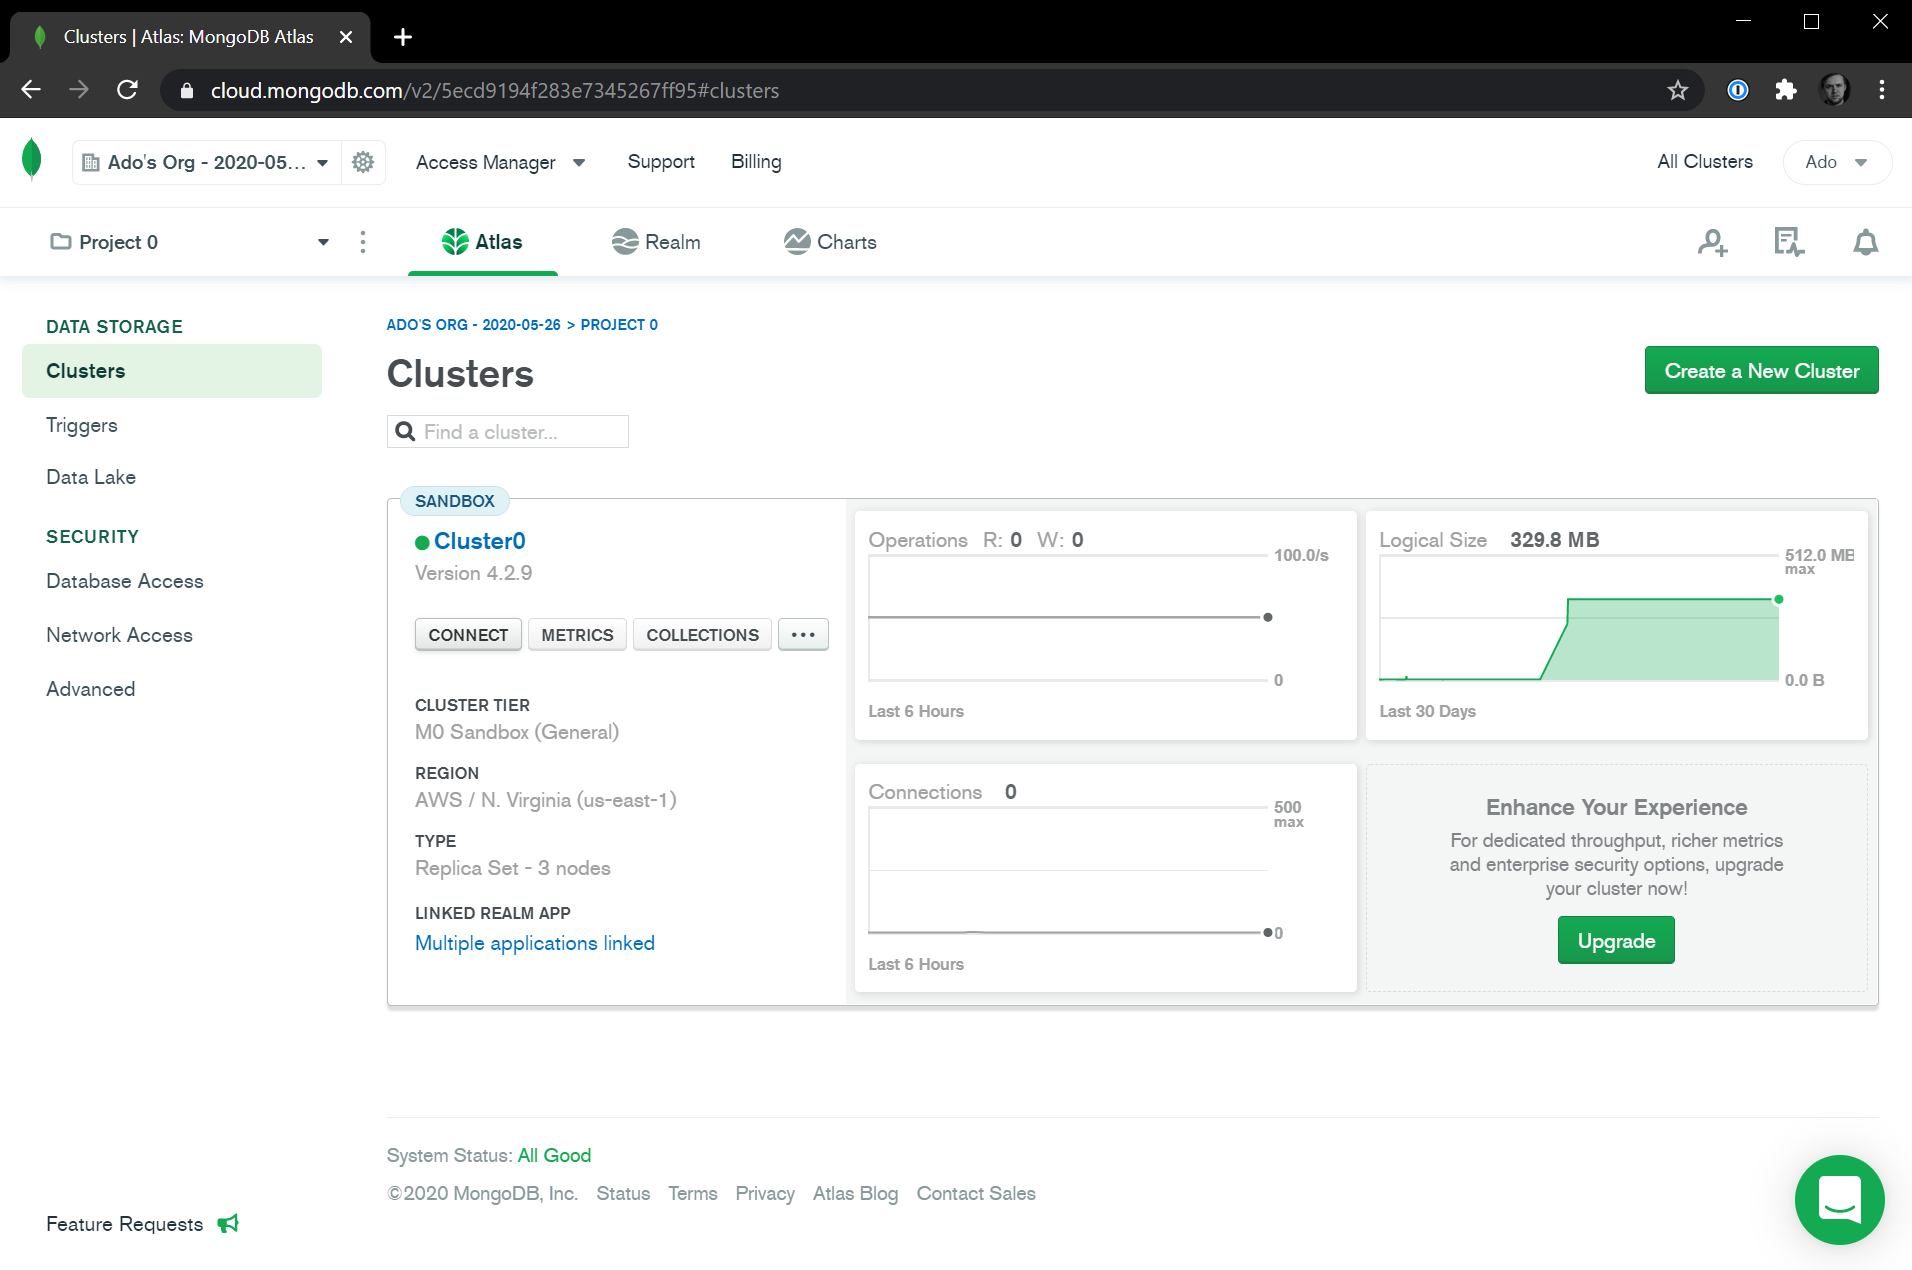 Clusters | Atlas: MongoDB Atlas
cloud.mongodb.com/v2/5ecd9194f283e7345267ff95#clusters
Ado's Org - 2020-05...
Access Manager
Support
Billing
All Clusters
Ado
Project 0
Atlas
Realm
Charts
DATA STORAGE
Clusters
Triggers
Data Lake
SECURITY
Database Access
Network Access
Advanced
Feature Requests
ADO'S ORG - 2020-05-26 > PROJECT 0
Clusters
Create a New Cluster
Find a cluster...
SANDBOX
Cluster0
Version 4.2.9
CONNECT
METRICS
COLLECTIONS
CLUSTER TIER
M0 Sandbox (General)
REGION
AWS / N. Virginia (us-east-1)
TYPE
Replica Set - 3 nodes
LINKED REALM APP
Multiple applications linked
Operations R: 0 W: 0
100.0/s
0
Last 6 Hours
Logical Size 329.8 MB
512.0 MB
max
0.0 B
Last 30 Days
Connections 0
500
max
0
Last 6 Hours
Enhance Your Experience
For dedicated throughput, richer metrics
and enterprise security options, upgrade
your cluster now!
Upgrade
System Status: All Good
©2020 MongoDB, Inc. Status Terms Privacy Atlas Blog Contact Sales